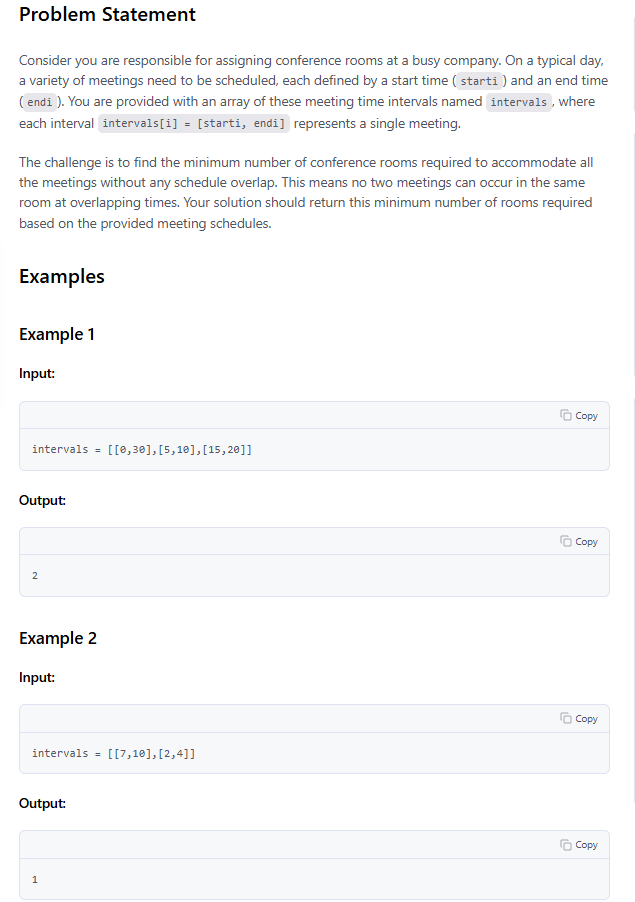 Problem Statement
Consider you are responsible for assigning conference rooms at a busy company. On a typical day,
a variety of meetings need to be scheduled, each defined by a start time ( starti ) and an end time
( endi ). You are provided with an array of these meeting time intervals named intervals , where
each interval intervals[i] = [starti, endi] represents a single meeting.
The challenge is to find the minimum number of conference rooms required to accommodate all
the meetings without any schedule overlap. This means no two meetings can occur in the same
room at overlapping times. Your solution should return this minimum number of rooms required
based on the provided meeting schedules.
Examples
Example 1
Input:
Copy
intervals = [[0,30],[5,10],[15,20]]
Output:
Copy
2
Example 2
Input:
Copy
intervals = [[7,10],[2,4]]
Output:
Copy
1